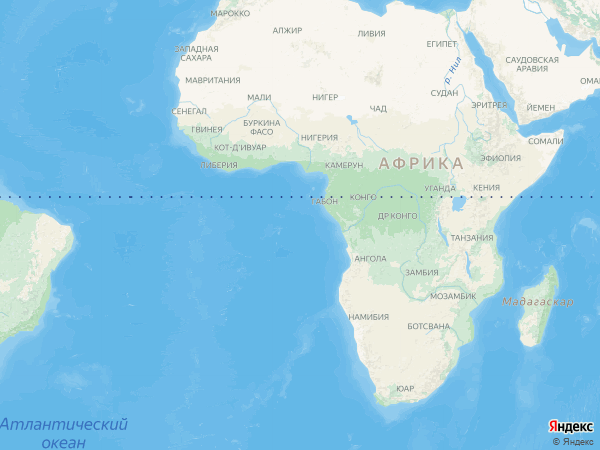 МАРОККО
АЛЖИР
ЛИВИЯ
ЕГИПЕТ
ЗАПАДНАЯ
САХАРА
САУДОВСКАЯ
АРАВИЯ
р. Нил
МАВРИТАНИЯ
ОМА
МАЛИ
НИГЕР
ЧАД
СУДАН
ЭРИТРЕЯ
ЙЕМЕН
СЕНЕГАЛ
ГВИНЕЯ
БУРКИНА
ФАСО
НИГЕРИЯ
КОТ-Д'ИВУАР
СОМАЛИ
ЛИБЕРИЯ
КАМЕРУН
АФРИКА
ЭФИОПИЯ
УГАНДА
КЕНИЯ
ГАБОН
КОНГО
ДР КОНГО
ТАНЗАНИЯ
АНГОЛА
ЗАМБИЯ
МОЗАМБИК
Мадагаскар
НАМИБИЯ
БОТСВАНА
ЮАР
Атлантический
океан
Яндекс
© Яндекс